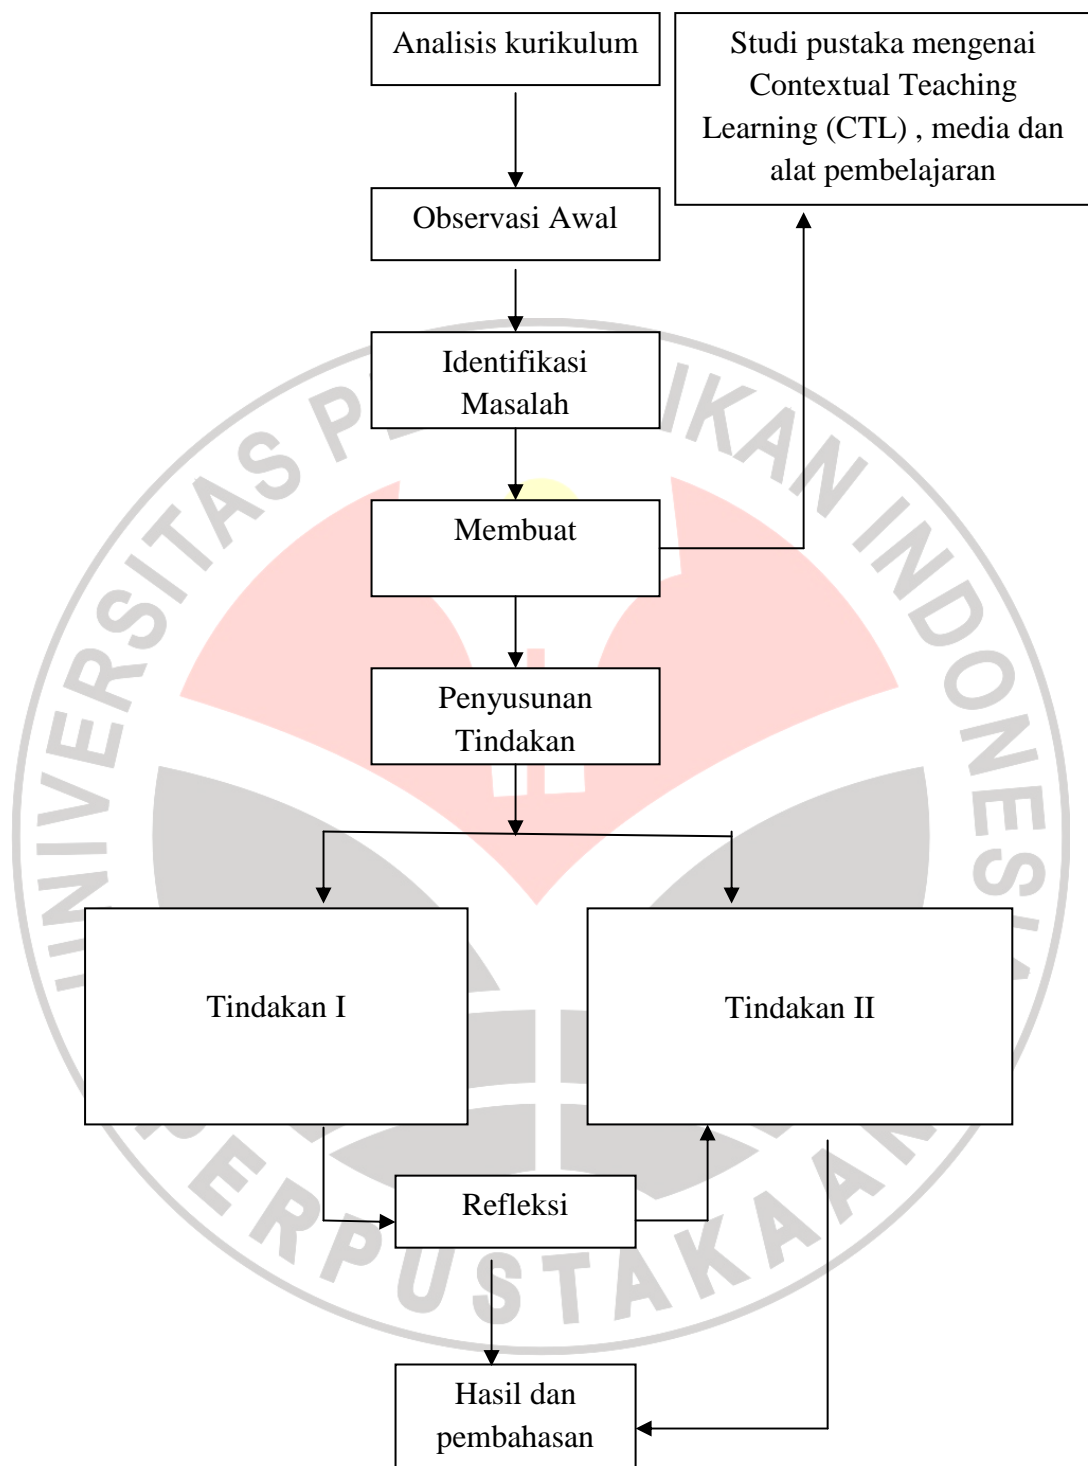 Analisis kurikulum
Studi pustaka mengenai
Contextual Teaching
Learning (CTL) , media dan
alat pembelajaran
Observasi Awal
Identifikasi
Masalah
Membuat
Penyusunan
Tindakan
Tindakan I
Tindakan II
Refleksi
Hasil dan
pembahasan
INDONESIA
UNIVERSITAS
PERPUSTAKAAN